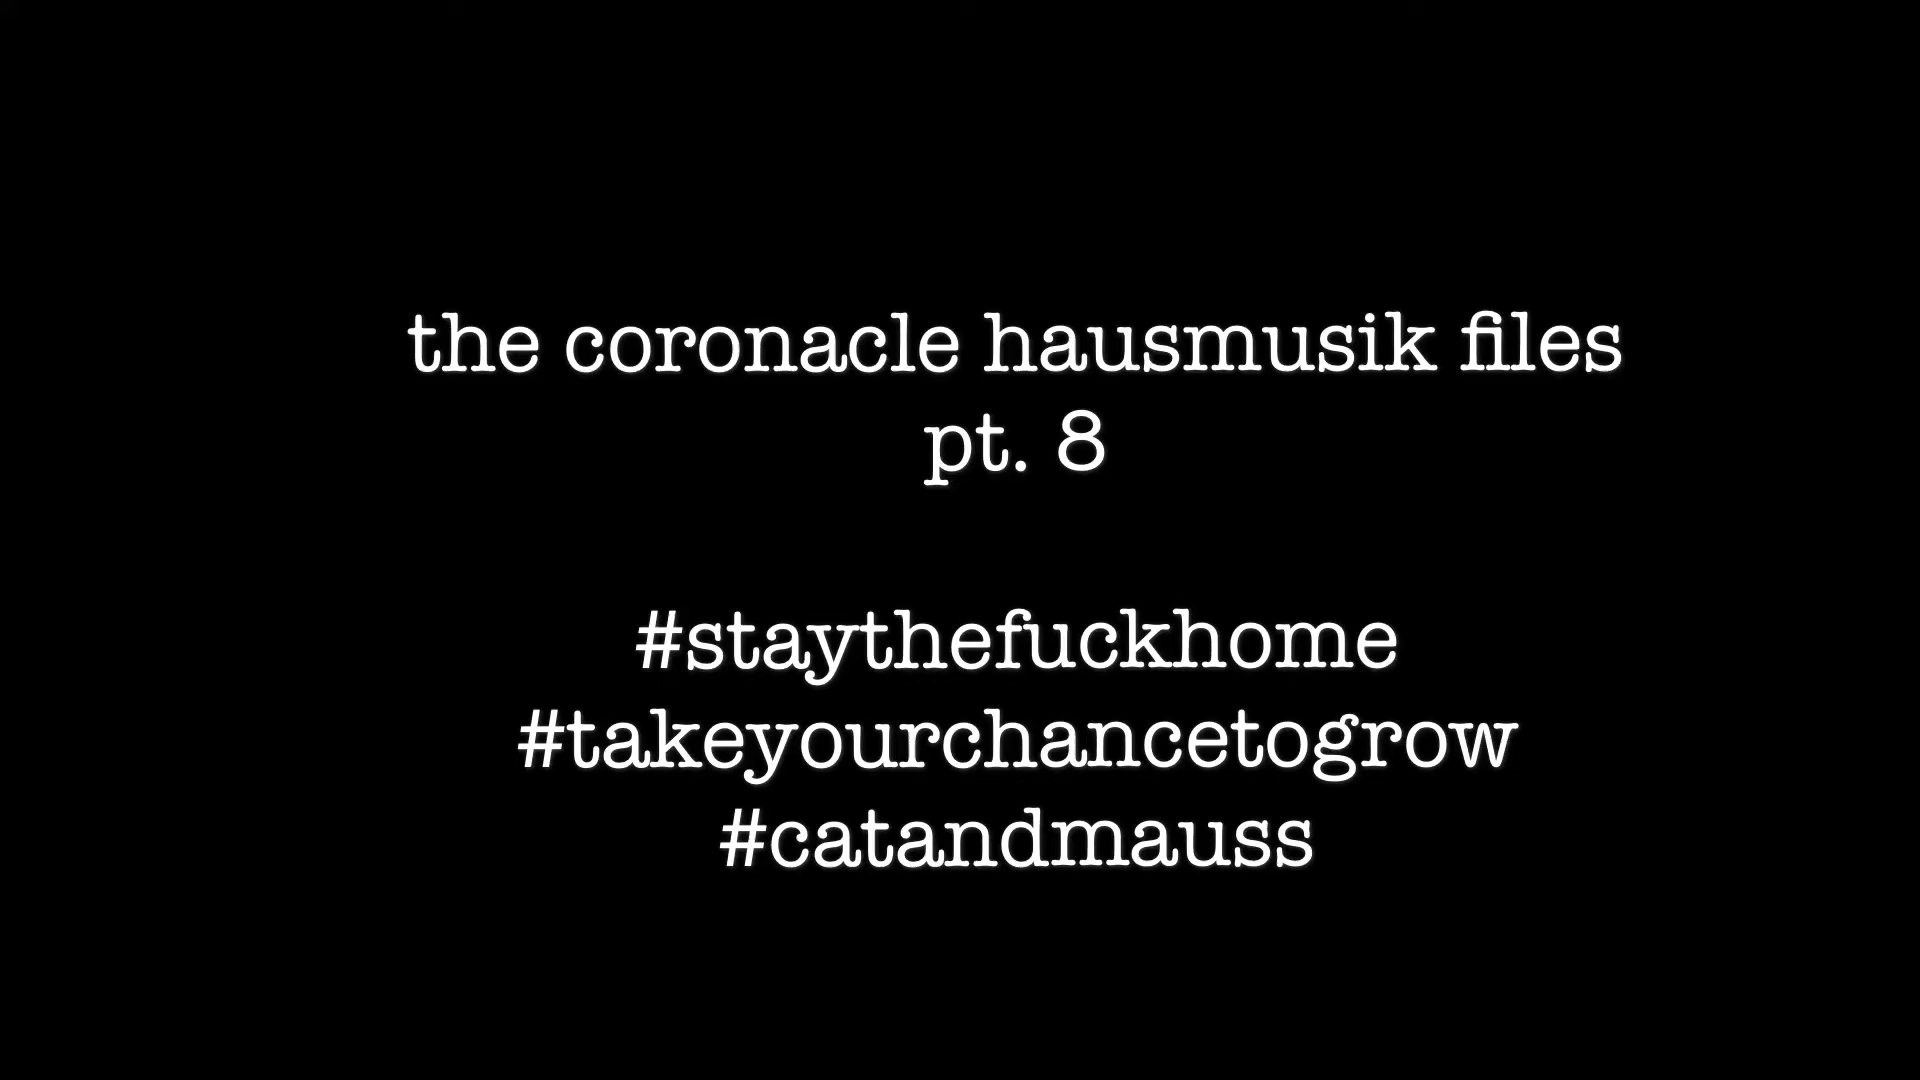 the coronacle hausmusik files
pt. 8
#staythefuckhome
#takeyourchancetogrow
#catandmauss